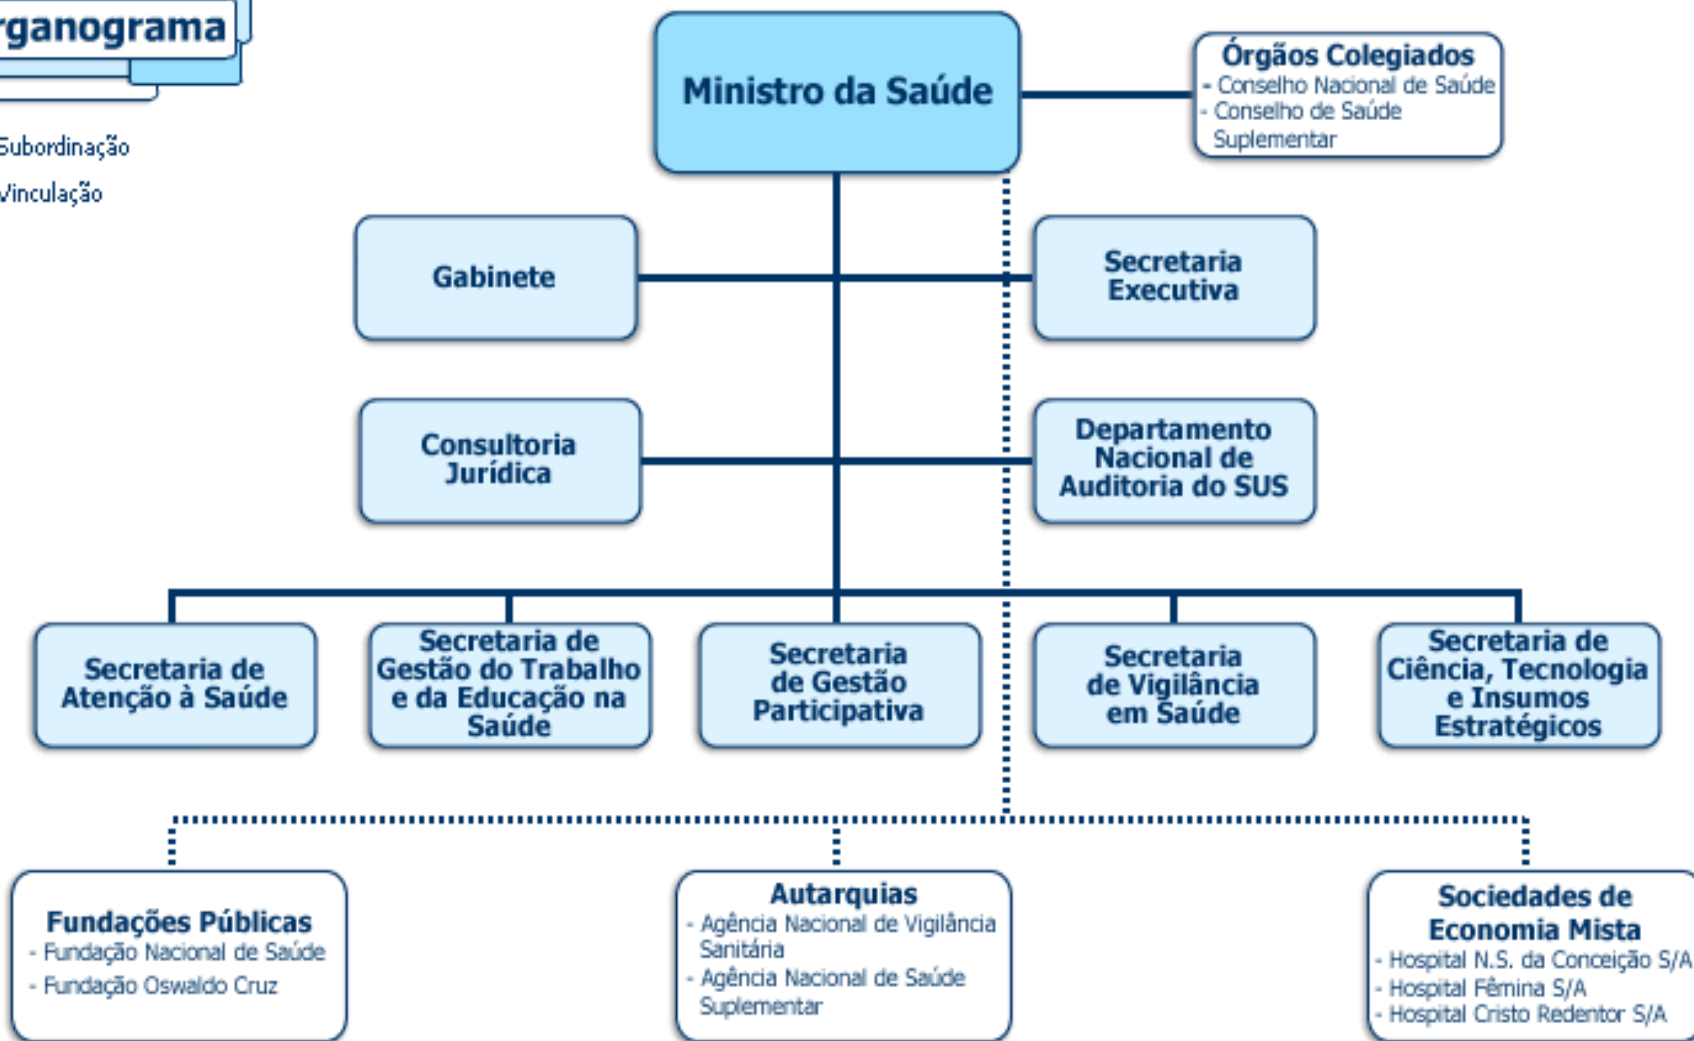 rganograma
Subordinação
Vinculação
Ministro da Saúde
Órgãos Colegiados
- Conselho Nacional de Saúde
- Conselho de Saúde
Suplementar
Gabinete
Secretaria
Executiva
Consultoria
Jurídica
Departamento
Nacional de
Auditoria do SUS
Secretaria de
Atenção à Saúde
Secretaria de
Gestão do Trabalho
e da Educação na
Saúde
Secretaria
de Gestão
Participativa
Secretaria
de Vigilância
em Saúde
Secretaria de
Ciência, Tecnologia
e Insumos
Estratégicos
Fundações Públicas
- Fundação Nacional de Saúde
- Fundação Oswaldo Cruz
Autarquias
- Agência Nacional de Vigilância
Sanitária
- Agência Nacional de Saúde
Suplementar
Sociedades de
Economia Mista
- Hospital N.S. da Conceição S/A
- Hospital Fêmina S/A
- Hospital Cristo Redentor S/A